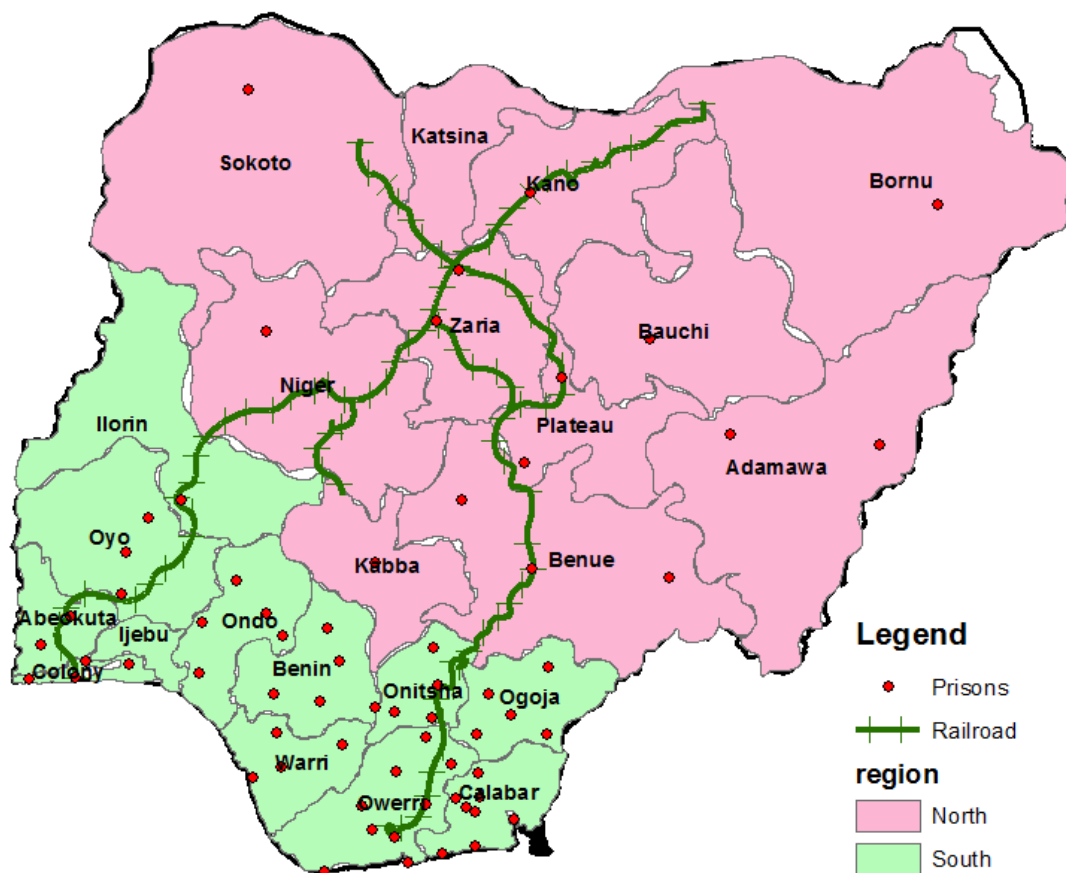 Katsina
Sokoto
Kano
Bornu
Zaria
Bauchi
Niger
Ilorin
Plateau
Adamawa
Oyo
Kabba
Benue
Abeokuta
Ijebu
Ondo
Benin
Colony
Onitsha
Ogoja
Warri
Owerri
Calabar
Legend
Prisons
Railroad
region
North
South